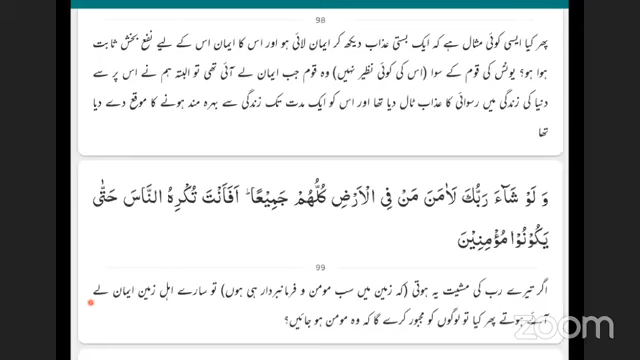 98
پھر کیا ایسی کوئی مثال ہے کہ ایک بستی عذاب دیکھ کر ایمان لائی ہو اور اس کا ایمان اس کے لیے نفع بخش ثابت
ہوا ہو؟ یونسؑ کی قوم کے سوا (اس کی کوئی نظیر نہیں) وہ قوم جب ایمان لے آئی تھی تو البتہ ہم نے اس پر سے
دنیا کی زندگی میں رسوائی کا عذاب ٹال دیا تھا اور اس کو ایک مدت تک زندگی سے بہرہ مند ہونے کا موقع دے دیا
تھا
وَ لَوْ شَآءَ رَبُّكَ لَاٰمَنَ مَنْ فِی الْاَرْضِ كُلُّهُمْ جَمِیْعًا ؕ اَفَاَنْتَ تُكْرِهُ النَّاسَ حَتّٰی
یَكُوْنُوْا مُؤْمِنِیْنَ
99
اگر تیرے رب کی مشیت یہ ہوتی (کہ زمین میں سب مومن و فرمانبردار ہی ہوں) تو سارے اہل زمین ایمان لے
آئے ہوتے پھر کیا تو لوگوں کو مجبور کرے گا کہ وہ مومن ہو جائیں؟
zoom